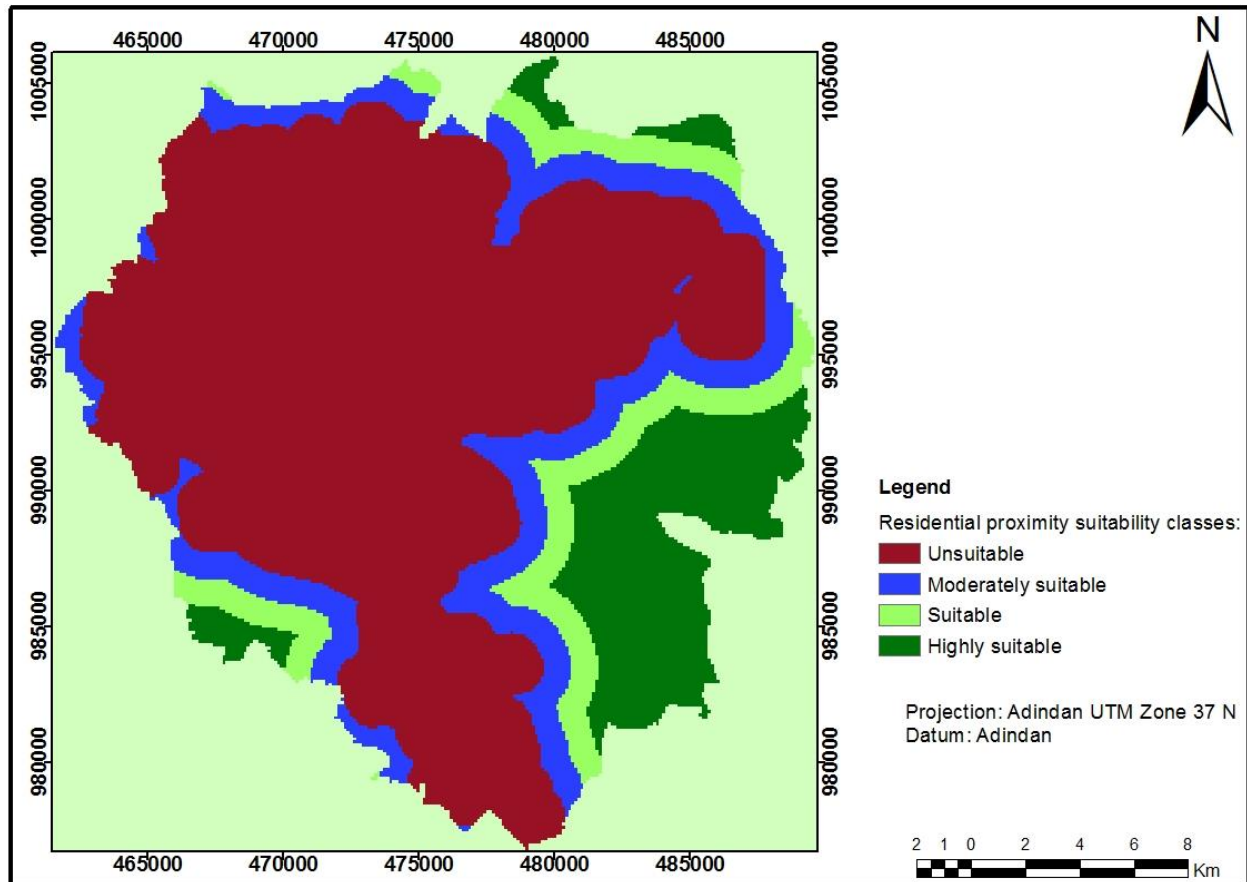 N
465000 470000 475000 480000 485000
1005000 1005000
1000000 1000000
995000 995000
990000 990000
985000 985000
980000 980000
465000 470000 475000 480000 485000
Legend
Residential proximity suitability classes:
Unsuitable
Moderately suitable
Suitable
Highly suitable
Projection: Adindan UTM Zone 37 N
Datum: Adindan
2 1 0 2 4 6 8
Km